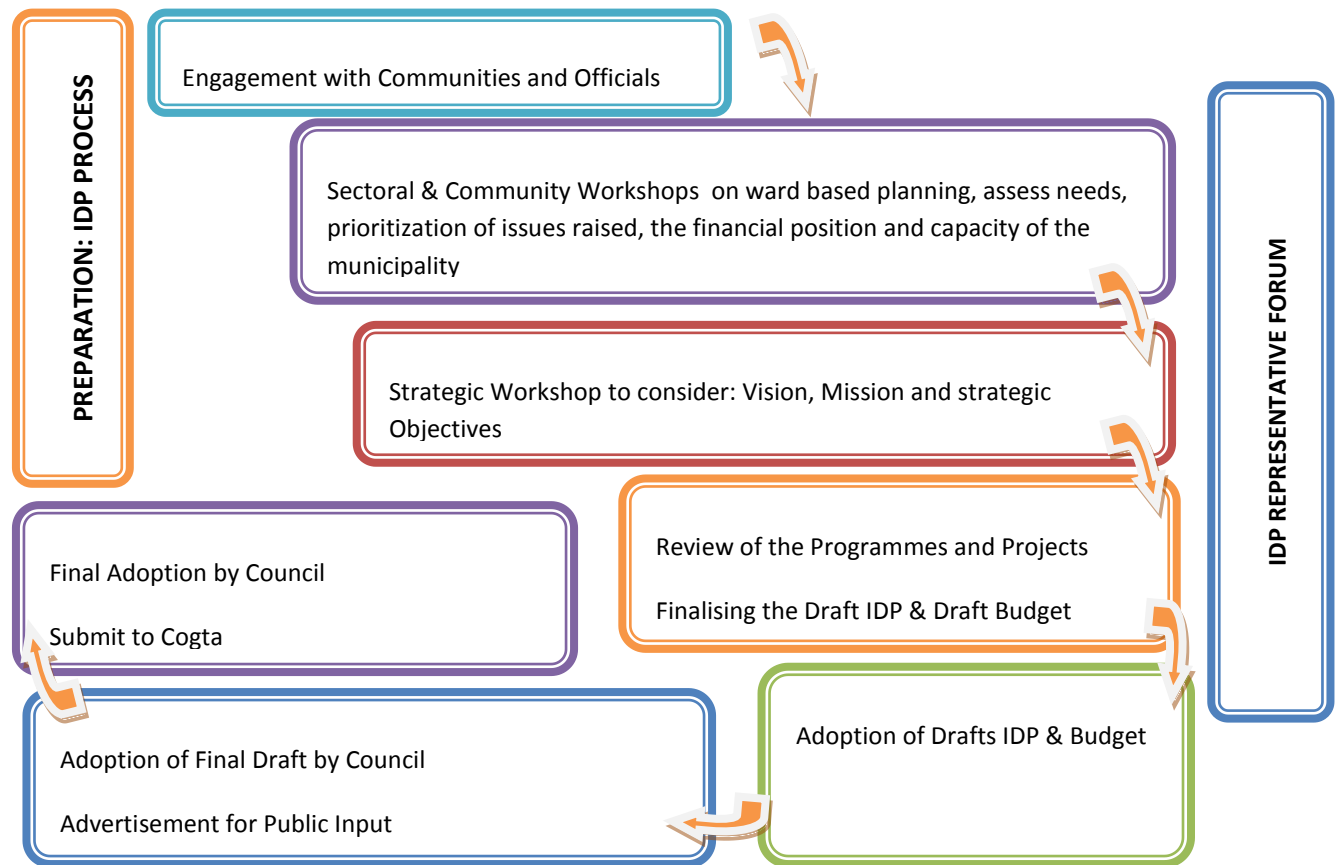 PREPARATION: IDP PROCESS
Engagement with Communities and Officials
Sectoral & Community Workshops on ward based planning, assess needs,
prioritization of issues raised, the financial position and capacity of the
municipality
Strategic Workshop to consider: Vision, Mission and strategic
Objectives
IDP REPRESENTATIVE FORUM
Review of the Programmes and Projects
Finalising the Draft IDP & Draft Budget
Adoption of Drafts IDP & Budget
Adoption of Final Draft by Council
Advertisement for Public Input
Final Adoption by Council
Submit to Cogta